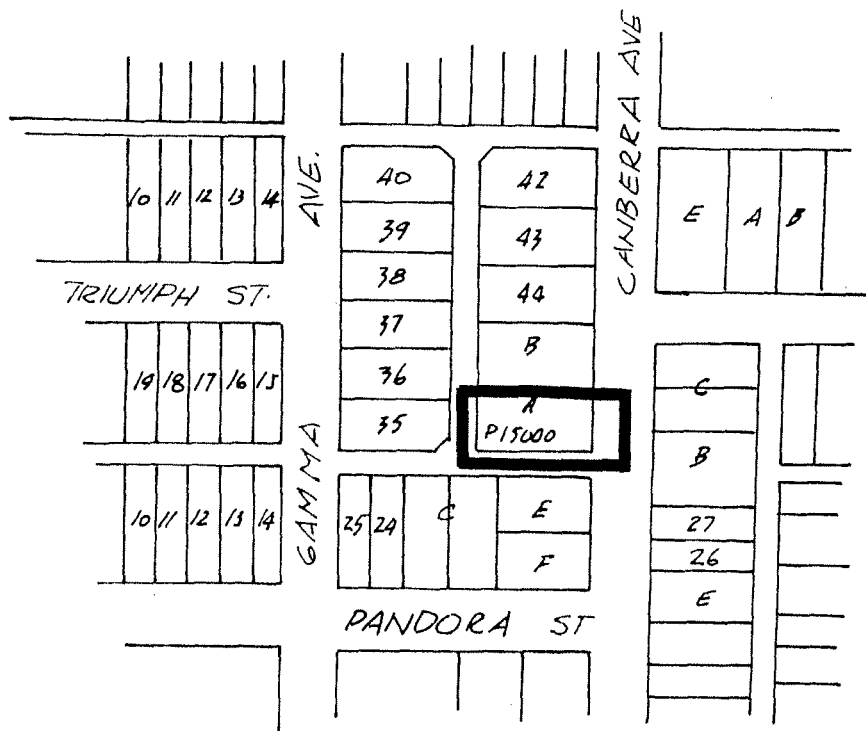 CANBERRA AVE
10 11 12 13 14
AVE.
40
42
39
43
E A B
38
44
TRIUMPH ST.
37
B
36
19 18 17 16 15
C
A
35
P15000
B
GAMMA
10 11 12 13 14
25 24 C
E
27
F
26
E
PANDORA ST